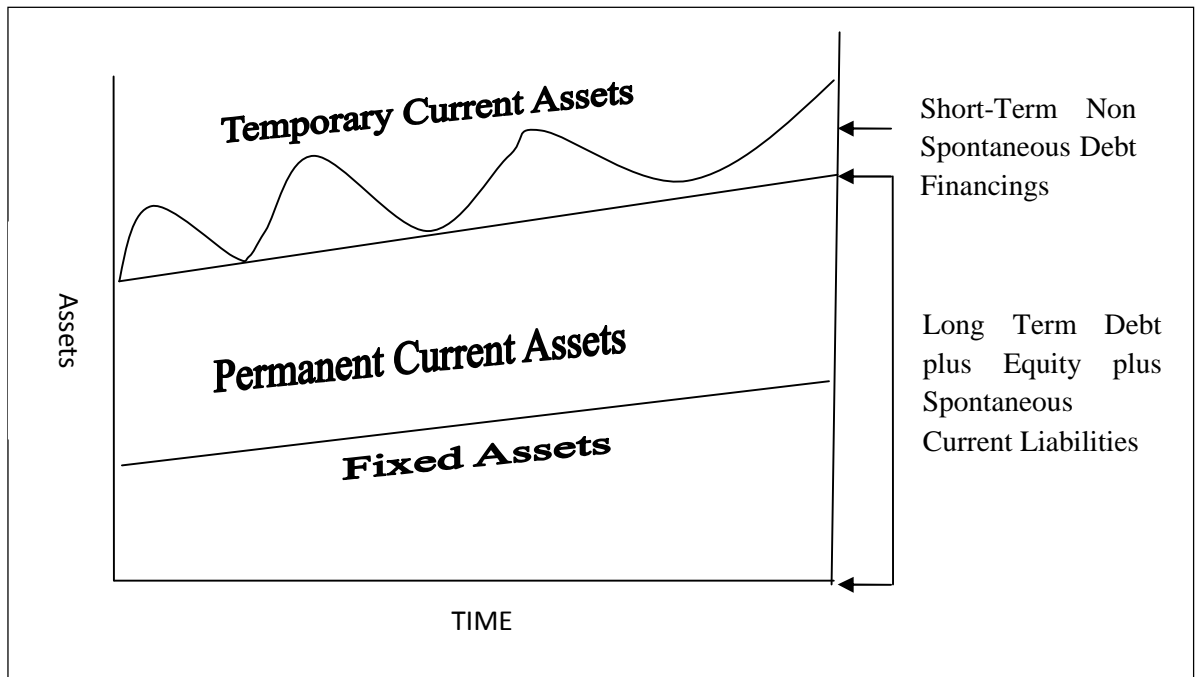 Temporary Current Assets
Short-Term Non
Spontaneous Debt
Financings
Assets
Permanent Current Assets
Long Term Debt
plus Equity plus
Spontaneous
Current Liabilities
Fixed Assets
TIME